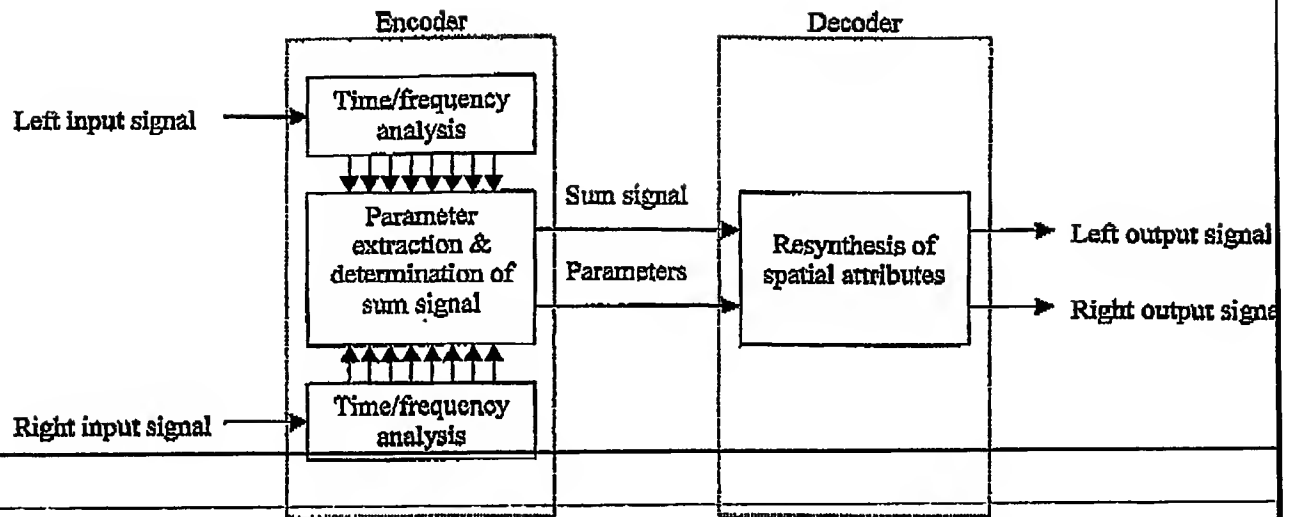 Encoder
Decoder
Left input signal
Time/frequency
analysis
Parameter
extraction &
determination of
sum signal
Sum signal
Parameters
Resynthesis of
spatial attributes
Left output signal
Right output signa
Right input signal
Time/frequency
analysis